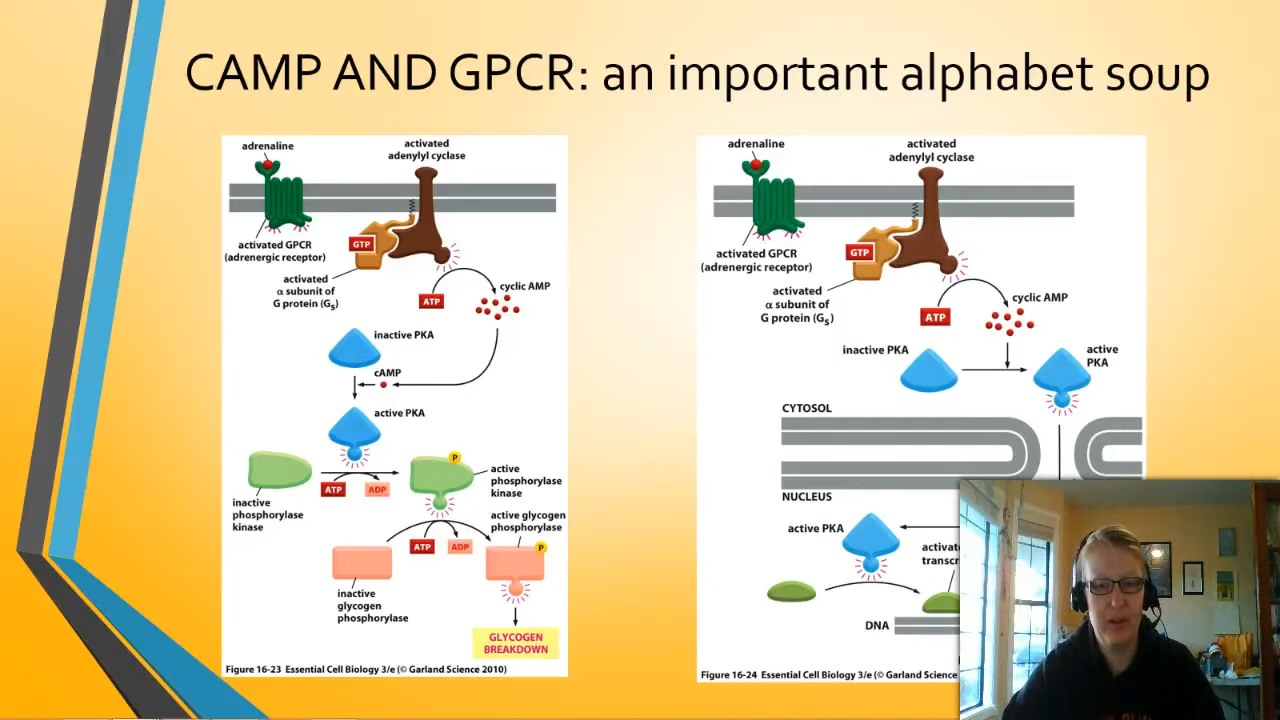 CAMP AND GPCR: an important alphabet soup
adrenaline
activated
adenylyl cyclase
activated GPCR
(adrenergic receptor)
GTP
activated
α subunit of
G protein (Gs)
ATP
cyclic AMP
inactive PKA
cAMP
active PKA
P
inactive
phosphorylase
kinase
ATP
ADP
active
phosphorylase
kinase
active glycogen
phosphorylase
ATP
ADP
P
inactive
glycogen
phosphorylase
GLYCOGEN
BREAKDOWN
Figure 16-23 Essential Cell Biology 3/e (© Garland Science 2010)
adrenaline
activated
adenylyl cyclase
activated GPCR
(adrenergic receptor)
GTP
activated
α subunit of
G protein (Gs)
ATP
cyclic AMP
inactive PKA
active
PKA
CYTOSOL
NUCLEUS
active PKA
activate
transcr
DNA
Figure 16-24 Essential Cell Biology 3/e (© Garland Science